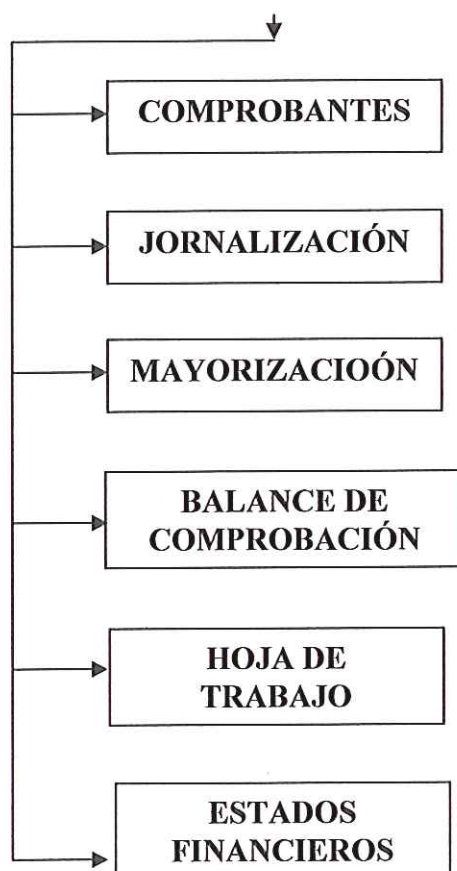 COMPROBANTES
JORNALIZACIÓN
MAYORIZACIOÓN
BALANCE DE
COMPROBACIÓN
HOJA DE
TRABAJO
ESTADOS
FINANCIEROS